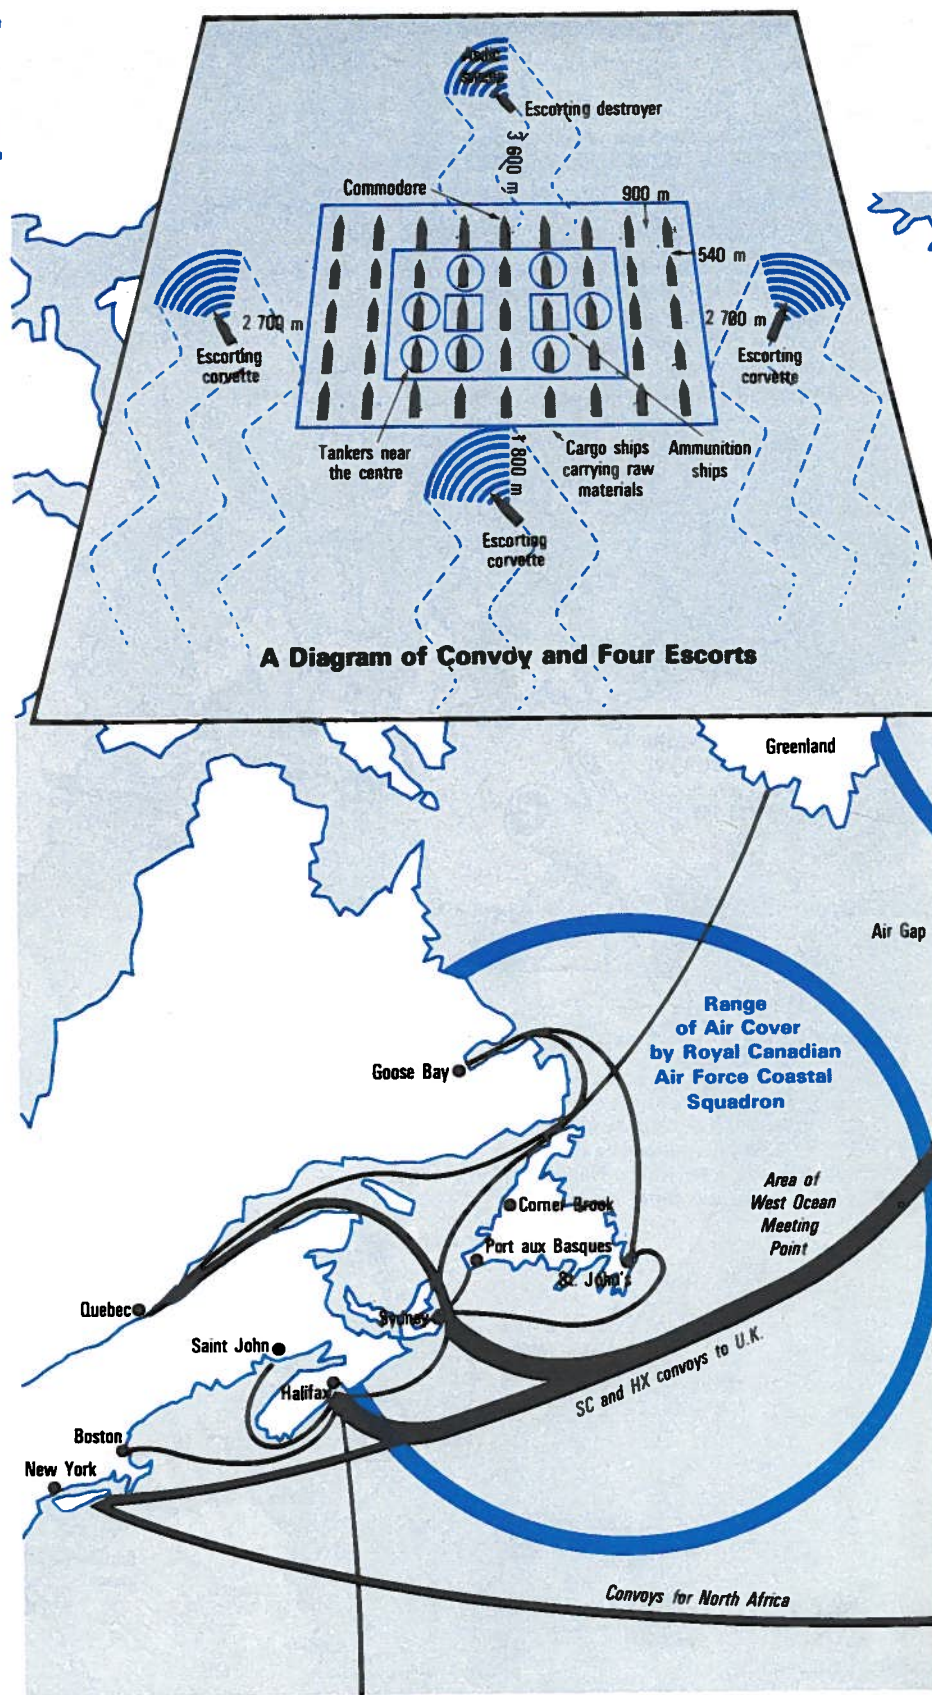 Asdic
screen
Escorting destroyer
3 600 m
Commodore
900 m
540 m
2 700 m
2 700 m
Escorting
corvette
Escorting
corvette
Tankers near
the centre
1 800 m
Cargo ships
carrying raw
materials
Ammunition
ships
Escorting
corvette
A Diagram of Convoy and Four Escorts
Greenland
Air Gap
Range
of Air Cover
by Royal Canadian
Air Force Coastal
Squadron
Goose Bay
Area of
West Ocean
Meeting
Point
Corner Brook
Port aux Basques
St. John's
Quebec
Sydney
Saint John
Halifax
SC and HX convoys to U.K.
Boston
New York
Convoys for North Africa